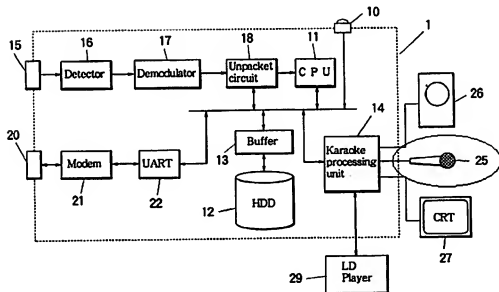 10
1
15
16
17
18
11
Detector
Demodulator
Unpacket
circuit
CPU
26
14
20
Modem
UART
Buffer
13
Karaoke
processing
unit
25
21
22
12
HDD
CRT
27
29
LD
Player